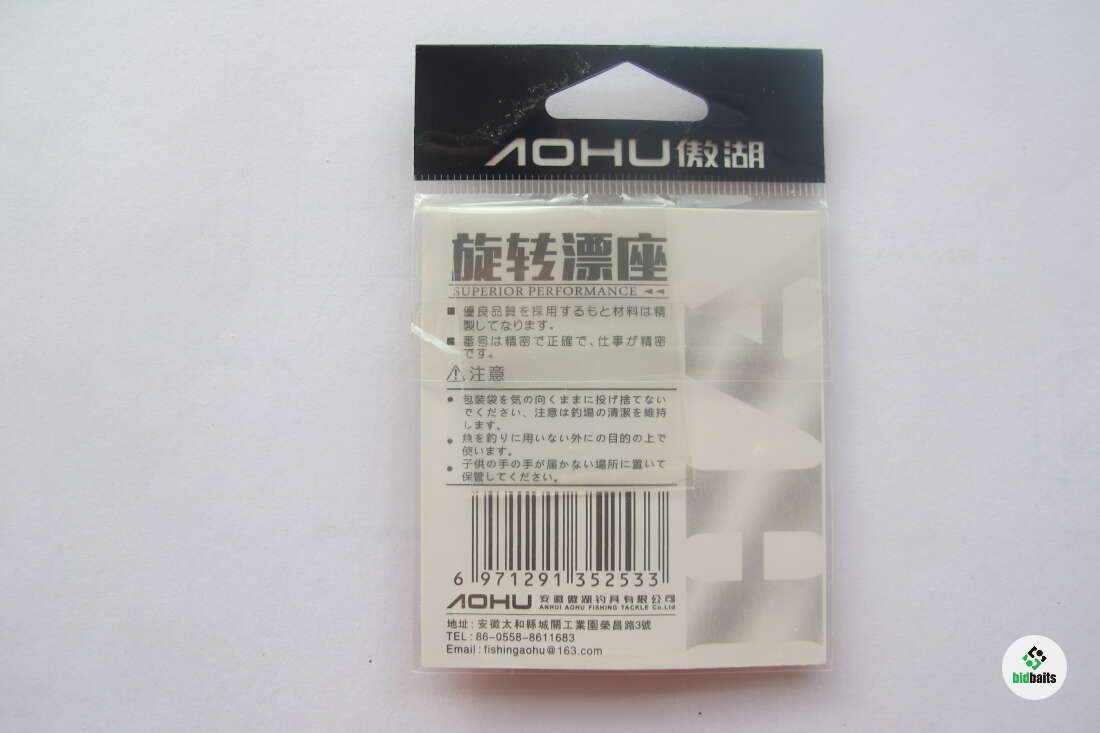 AOHU傲湖
旋转漂座
SUPERIOR PERFORMANCE
■ 優良品質を採用するもと材料は精
製してなります。
■ 番号は精密で正確で、仕事が精密
です。
⚠注意
● 包装袋を気の向くままに投げ捨てない
でください、注意は釣場の清潔を維持
します。
● 魚を釣りに用いない外にの目的の上で
使います。
● 子供の手の手が届かない場所に置いて
保管してください。
6 971291 352533
AOHU 安徽傲湖钓具有限公司
ANHUI AOHU FISHING TACKLE Co.Ltd
地址:安徽太和縣城關工業園榮昌路3號
TEL:86-0558-8611683
Email:fishingaohu@163.com
bidbaits